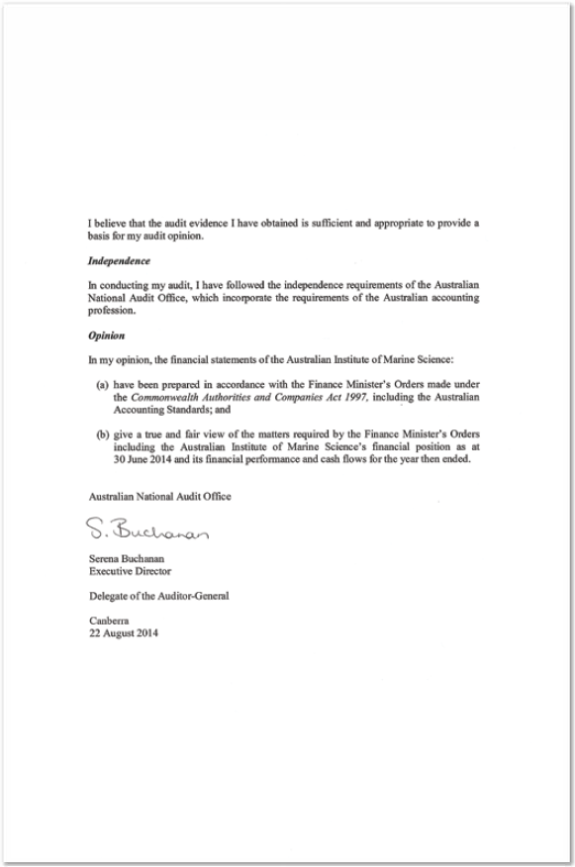 I believe that the audit evidence I have obtained is sufficient and appropriate to provide a
basis for my audit opinion.
Independence
In conducting my audit, I have followed the independence requirements of the Australian
National Audit Office, which incorporate the requirements of the Australian accounting
profession.
Opinion
In my opinion, the financial statements of the Australian Institute of Marine Science:
(a) have been prepared in accordance with the Finance Minister's Orders made under
the Commonwealth Authorities and Companies Act 1997, including the Australian
Accounting Standards; and
(b) give a true and fair view of the matters required by the Finance Minister's Orders
including the Australian Institute of Marine Science's financial position as at
30 June 2014 and its financial performance and cash flows for the year then ended.
Australian National Audit Office
S. Buchanan
Serena Buchanan
Executive Director
Delegate of the Auditor-General
Canberra
22 August 2014